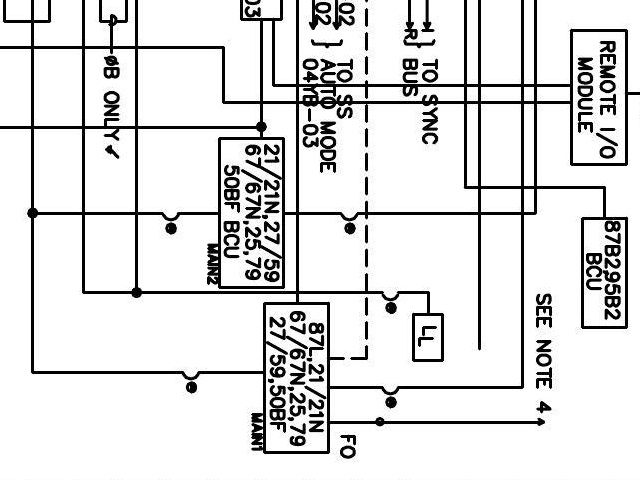 03
02
02
TO SS
AUTO MODE
04YB-03
H
R
TO SYNC
BUS
REMOTE I/O
MODULE
ØB ONLY
21/21N,27/59
67/67N,25,79
50BF BCU
MAIN2
87B295B2
BCU
LL
SEE NOTE 4
87L,21/21N
67/67N,25,79
27/59,50BF
MAIN1
FO